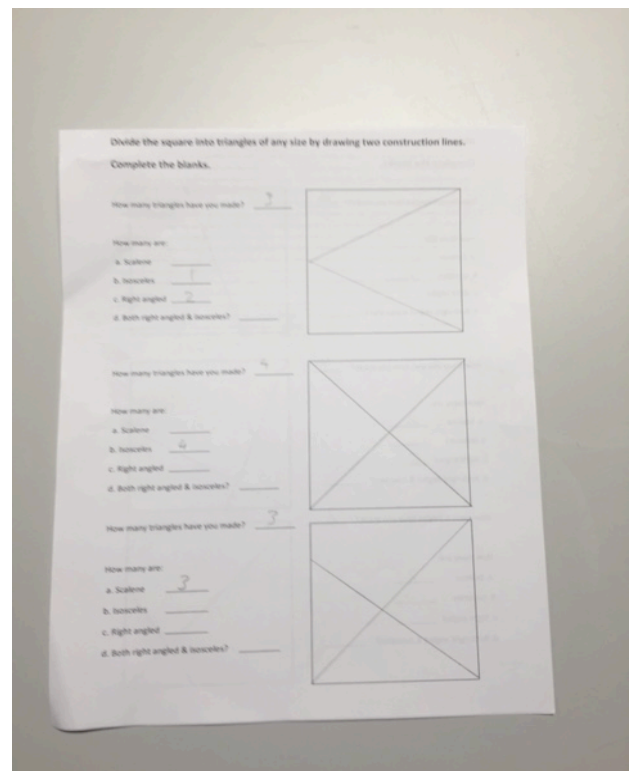 Divide the square into triangles of any size by drawing two construction lines.
Complete the blanks.
How many triangles have you made? 3
How many are:
a. Scalene
b. Isosceles 1
c. Right angled 2
d. Both right angled & isosceles?
How many triangles have you made? 4
How many are:
a. Scalene
b. Isosceles 4
c. Right angled
d. Both right angled & isosceles?
How many triangles have you made? 3
How many are:
a. Scalene 3
b. Isosceles
c. Right angled
d. Both right angled & isosceles?